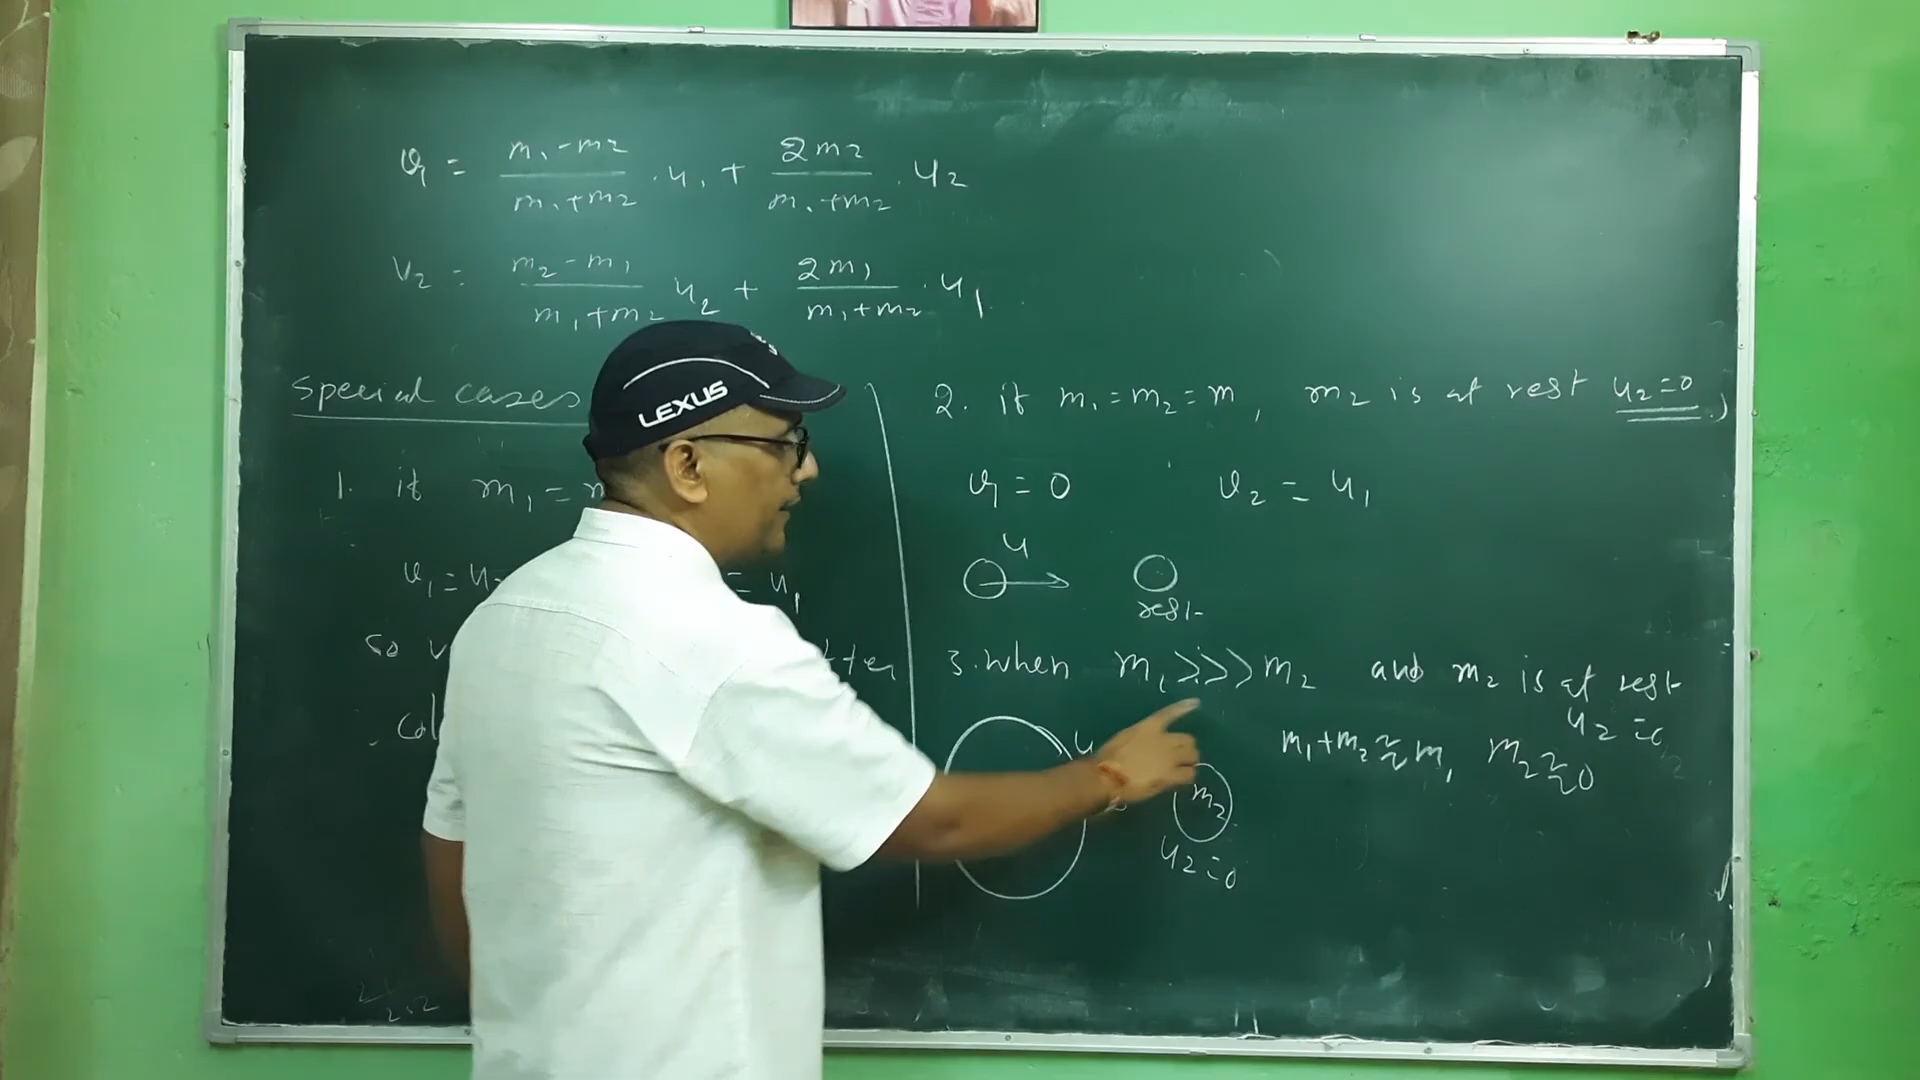 v₁ = (m₁-m₂)/(m₁+m₂) . u₁ + 2m₂/(m₁+m₂) . u₂
v₂ = (m₂-m₁)/(m₁+m₂) u₂ + 2m₁/(m₁+m₂) . u₁
special cases
1. if m₁ =
v₁ = u = u₁
so
LEXUS
2. if m₁ = m₂ = m, m₂ is at rest u₂=0.)
v₁ = 0 v₂ = u₁
u
rest
3. when m₁ >>> m₂ and m₂ is at rest
u₂ = 0
m₁+m₂ ≈ m₁ m₂ ≈ 0
m₂
u₂ = 0